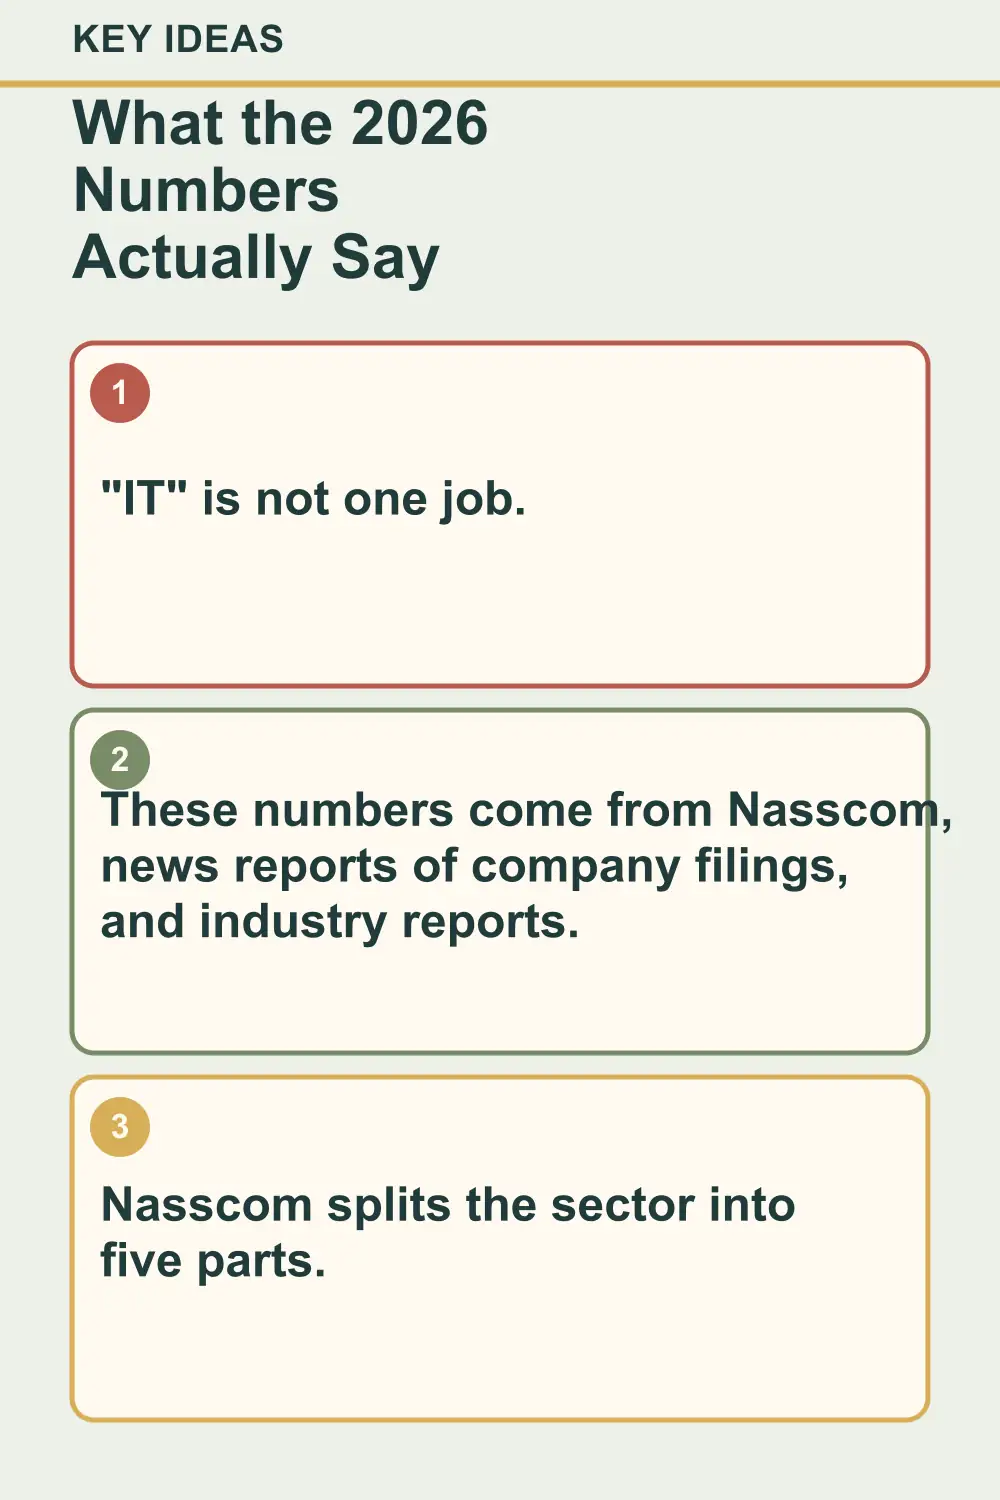 KEY IDEAS
What the 2026
Numbers
Actually Say
1
"IT" is not one job.
2
These numbers come from Nasscom,
news reports of company filings,
and industry reports.
3
Nasscom splits the sector into
five parts.